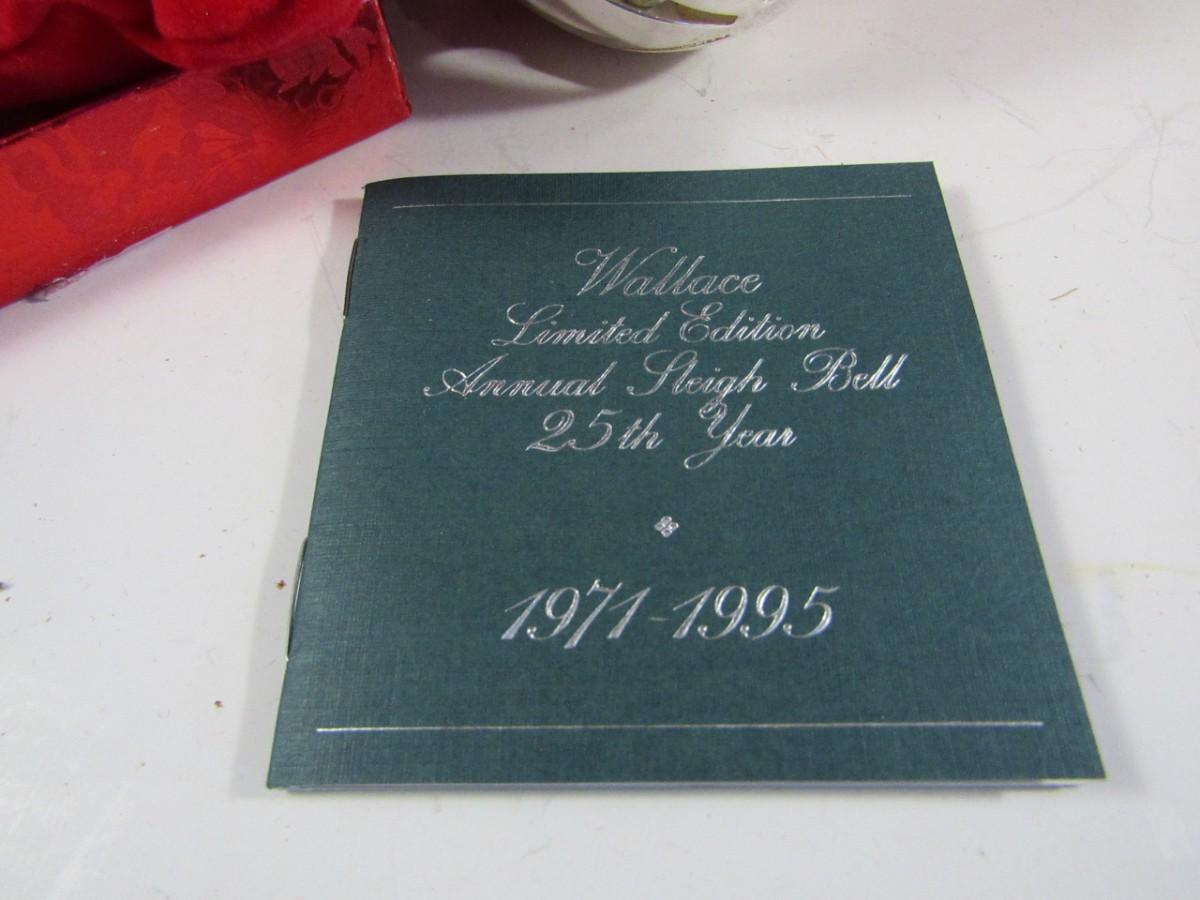 Wallace
Limited Edition
Annual Sleigh Bell
25th Year
1971-1995